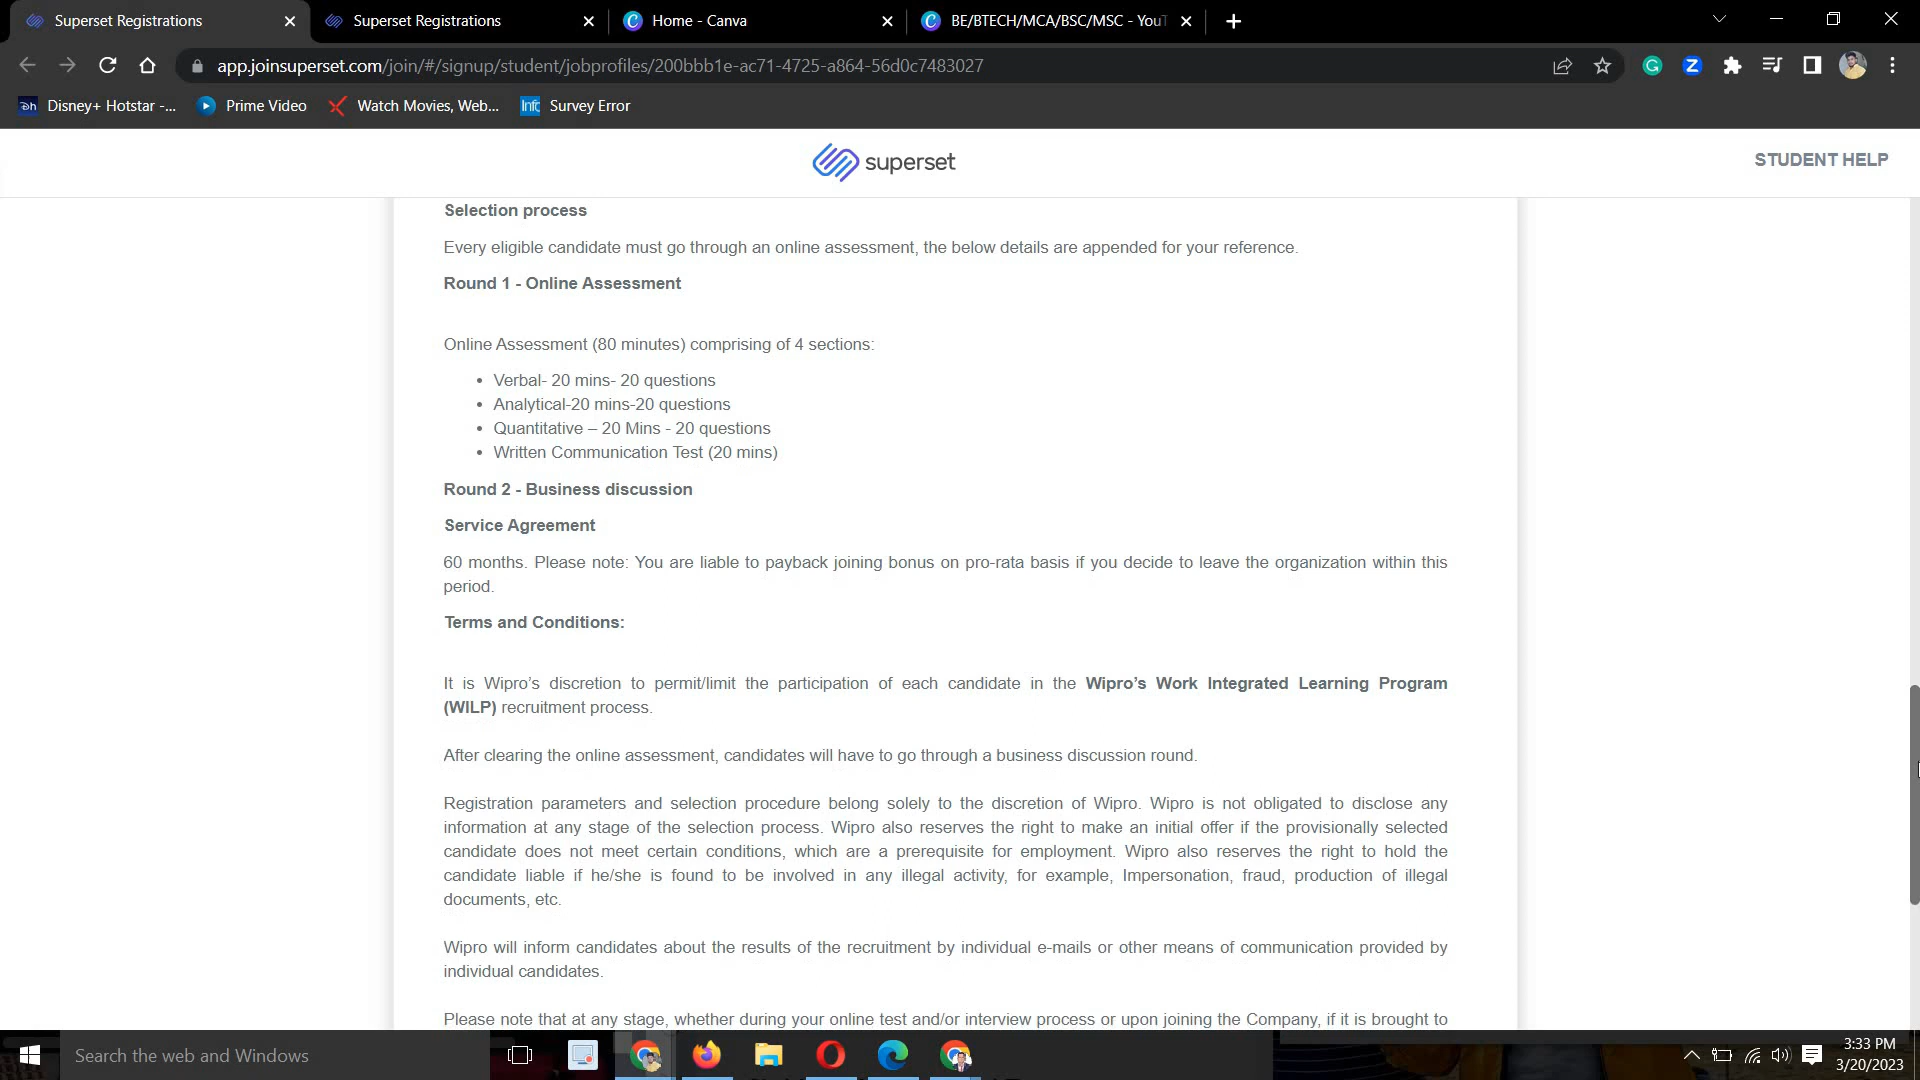 Superset Registrations
Superset Registrations
Home - Canva
BE/BTECH/MCA/BSC/MSC - YouT
app.joinsuperset.com/join/#/signup/student/jobprofiles/200bbb1e-ac71-4725-a864-56d0c7483027
Disney+ Hotstar -...
Prime Video
Watch Movies, Web...
Survey Error
superset
STUDENT HELP
Selection process
Every eligible candidate must go through an online assessment, the below details are appended for your reference.
Round 1 - Online Assessment
Online Assessment (80 minutes) comprising of 4 sections:
• Verbal- 20 mins- 20 questions
• Analytical-20 mins-20 questions
• Quantitative – 20 Mins - 20 questions
• Written Communication Test (20 mins)
Round 2 - Business discussion
Service Agreement
60 months. Please note: You are liable to payback joining bonus on pro-rata basis if you decide to leave the organization within this
period.
Terms and Conditions:
It is Wipro’s discretion to permit/limit the participation of each candidate in the Wipro’s Work Integrated Learning Program
(WILP) recruitment process.
After clearing the online assessment, candidates will have to go through a business discussion round.
Registration parameters and selection procedure belong solely to the discretion of Wipro. Wipro is not obligated to disclose any
information at any stage of the selection process. Wipro also reserves the right to make an initial offer if the provisionally selected
candidate does not meet certain conditions, which are a prerequisite for employment. Wipro also reserves the right to hold the
candidate liable if he/she is found to be involved in any illegal activity, for example, Impersonation, fraud, production of illegal
documents, etc.
Wipro will inform candidates about the results of the recruitment by individual e-mails or other means of communication provided by
individual candidates.
Please note that at any stage, whether during your online test and/or interview process or upon joining the Company, if it is brought to
Search the web and Windows
3:33 PM
3/20/2023